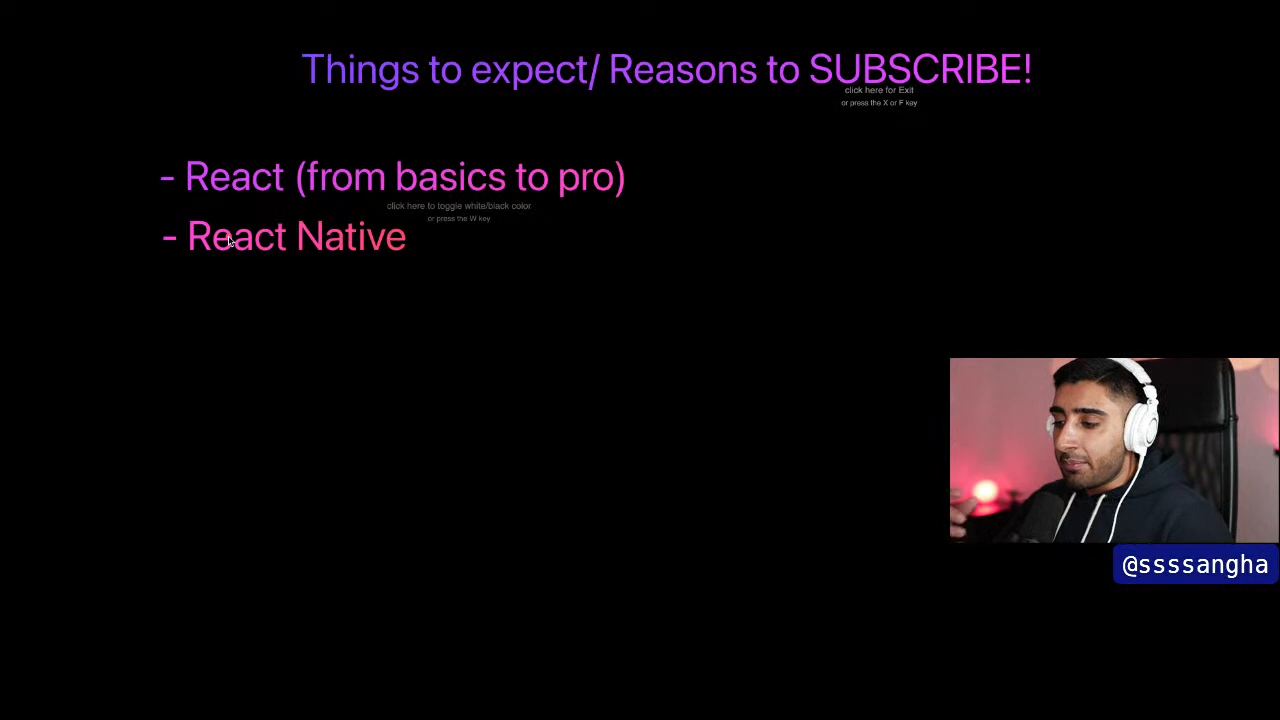 Things to expect/ Reasons to SUBSCRIBE!
click here for Exit
or press the X or F key
- React (from basics to pro)
click here to toggle white/black color
or press the W key
- React Native
@ssssangha